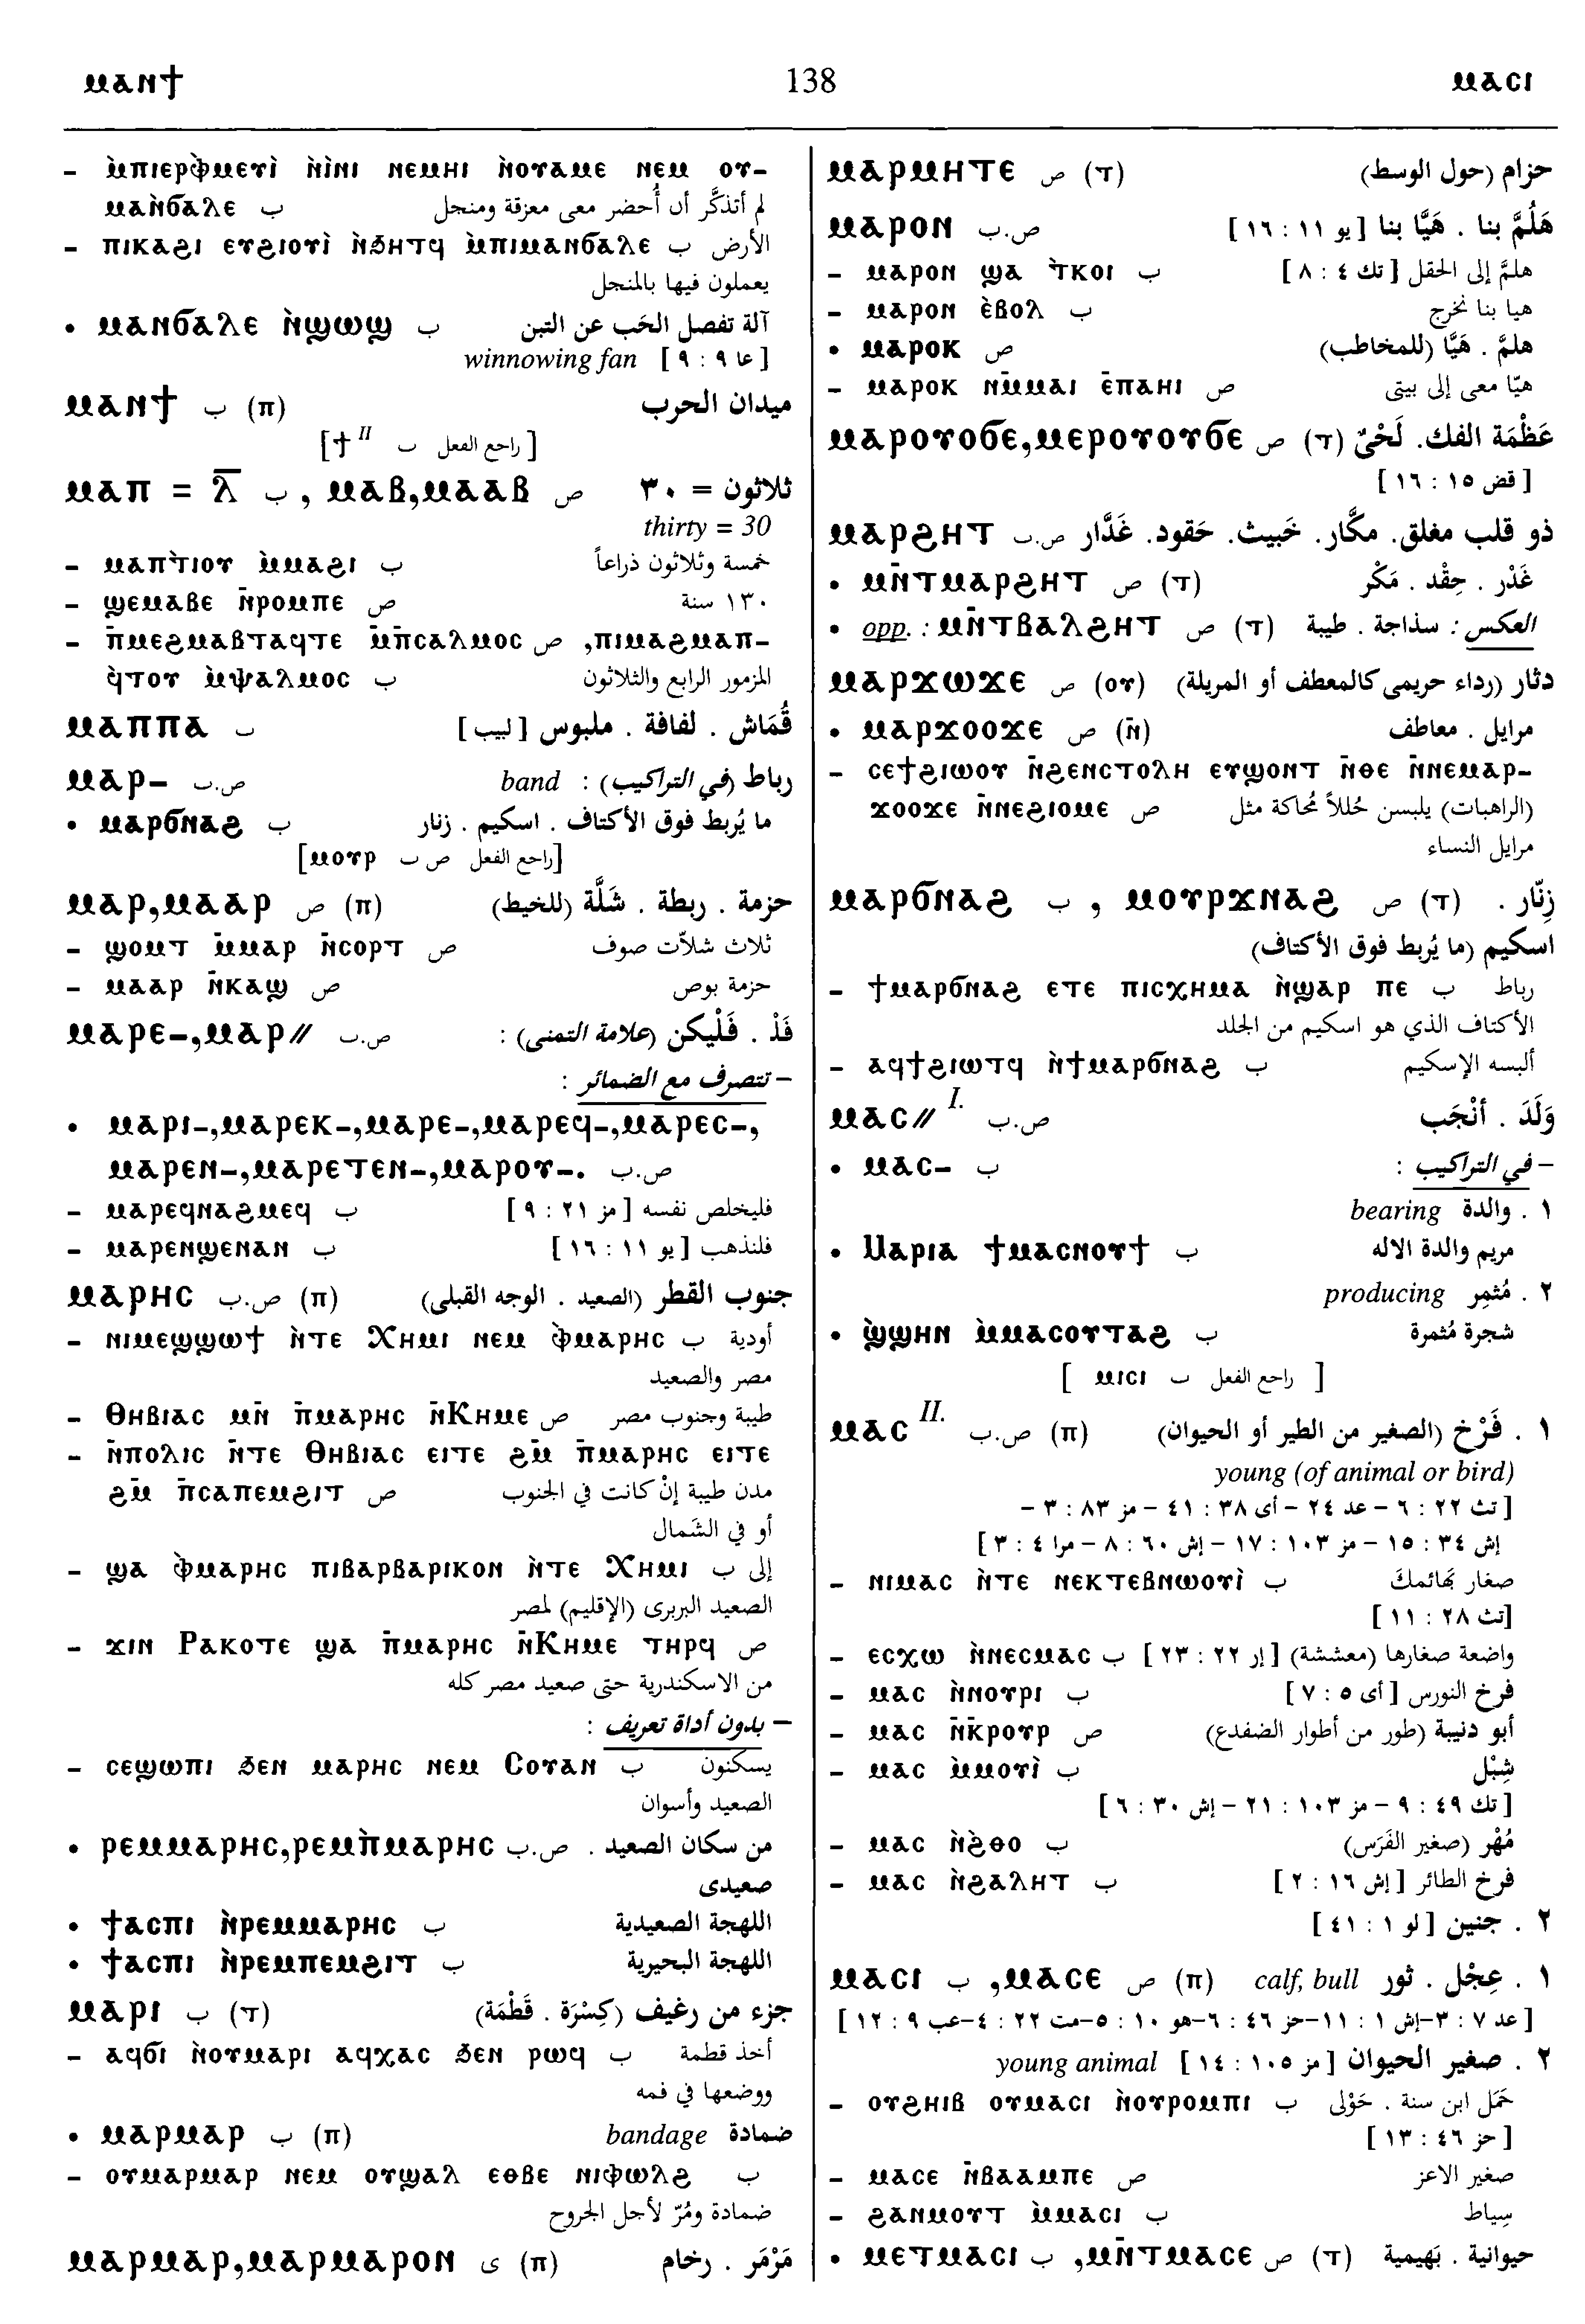 ⲙⲁⲛϯ 138 ⲙⲁⲥⲓ
– ⲙ̀ⲡⲓⲉⲣⲫ̀ⲙⲉⲩⲓ̀ ⲛ̀ⲓ̀ⲛⲓ ⲛⲉⲙⲏⲓ ⲛ̀ⲟⲩⲁⲙⲉ ⲛⲉⲙ ⲟⲩ-
ⲙⲁⲛ̀ϭⲁⲗⲉ ب لم أتذكَّر أن أُحضر معى معزقة ومنجل
– ⲡⲓⲕⲁϩⲓ ⲉⲩϩⲓⲟⲩⲓ̀ ⲛ̀ϧⲏⲧϥ ⲙ̀ⲡⲓⲙⲁⲛϭⲁⲗⲉ ب الأرض
يعملون فيها بالمنجل
• ⲙⲁⲛϭⲁⲗⲉ ⲛ̀ϣⲱϣ ب آلة تفصل الحَب عن التبن
winnowing fan [ عا ٩ : ٩ ]
ⲙⲁⲛϯ ب (ⲡ) ميدان الحرب
[ راجع الفعل ب ϯ II ]
ⲙⲁⲡ = ⲗ̅ ب , ⲙⲁⲃ,ⲙⲁⲁⲃ ص ثلاثون = ٣٠
thirty = 30
– ⲙⲁⲡⲧ̀ⲓⲟⲩ ⲙ̀ⲙⲁϩⲓ ب خمسة وثلاثون ذراعاً
– ϣⲉⲙⲁⲃⲉ ⲛ̄ⲣⲟⲙⲡⲉ ص ١٣٠ سنة
– ⲡ̄ⲙⲉϩⲙⲁⲃⲧⲁϥⲧⲉ ⲙ̄ⲡ̄ⲥⲁⲗⲙⲟⲥ ص ,ⲡⲓⲙⲁϩⲙⲁⲡ-
ϥ̀ⲧⲟⲩ ⲙ̀ⲯⲁⲗⲙⲟⲥ ب المزمور الرابع والثلاثون
ⲙⲁⲡⲡⲁ ب قُمَاش . لفافة . ملبوس [ لبيب ]
ⲙⲁⲣ- ص.ب رباط (في التراكيب) : band
• ⲙⲁⲣϭⲛⲁϩ ب ما يُربط فوق الأكتاف . اسكيم . زنار
[راجع الفعل ص ب ⲙⲟⲩⲣ]
ⲙⲁⲣ,ⲙⲁⲁⲣ ص (ⲡ) حزمة . ربطة . شلَّة (للخيط)
– ϣⲟⲙⲧ ⲙ̄ⲙⲁⲣ ⲛ̄ⲥⲟⲣⲧ ص ثلاث شلاّت صوف
– ⲙⲁⲁⲣ ⲛ̄ⲕⲁϣ ص حزمة بوص
ⲙⲁⲣⲉ-,ⲙⲁⲣ// ص.ب فَلْـ . فَلْيكن (علامة التمنى) :
– تتصرف مع الضمائر :
• ⲙⲁⲣⲓ-,ⲙⲁⲣⲉⲕ-,ⲙⲁⲣⲉ-,ⲙⲁⲣⲉϥ-,ⲙⲁⲣⲉⲥ-,
ⲙⲁⲣⲉⲛ-,ⲙⲁⲣⲉⲧⲉⲛ-,ⲙⲁⲣⲟⲩ-. ص.ب
– ⲙⲁⲣⲉϥⲛⲁϩⲙⲉϥ ب فليخلص نفسه [ مز ٢١ : ٩ ]
– ⲙⲁⲣⲉⲛϣⲉⲛⲁⲛ ب فلنذهب [ يو ١١ : ١٦ ]
ⲙⲁⲣⲏⲥ ص.ب (ⲡ) جنوب القطر (الصعيد . الوجه القبلى)
– ⲛⲓⲙⲉϣϣⲱϯ ⲛ̀ⲧⲉ Ⲭⲏⲙⲓ ⲛⲉⲙ ⲫ̀ⲙⲁⲣⲏⲥ ب أودية
مصر والصعيد
– Ⲑⲏⲃⲓⲁⲥ ⲙⲛ̄ ⲡ̄ⲙⲁⲣⲏⲥ ⲛ̄Ⲕⲏⲙⲉ ص طيبة وجنوب مصر
– ⲛ̄ⲡⲟⲗⲓⲥ ⲛ̄ⲧⲉ Ⲑⲏⲃⲓⲁⲥ ⲉⲓⲧⲉ ϩⲙ̄ ⲡ̄ⲙⲁⲣⲏⲥ ⲉⲓⲧⲉ
ϩⲙ̄ ⲡ̄ⲥⲁⲡⲉⲙϩⲓⲧ ص مدن طيبة إنْ كانت في الجنوب
أو في الشَمال
– ϣⲁ ⲫ̀ⲙⲁⲣⲏⲥ ⲡⲓⲃⲁⲣⲃⲁⲣⲓⲕⲟⲛ ⲛ̀ⲧⲉ Ⲭⲏⲙⲓ ب إلى
الصعيد البربرى (الإقليم) لمصر
– ϫⲓⲛ Ⲣⲁⲕⲟⲧⲉ ϣⲁ ⲡ̄ⲙⲁⲣⲏⲥ ⲛ̄Ⲕⲏⲙⲉ ⲧⲏⲣϥ ص
من الاسكندرية حتى صعيد مصر كله
– بدون أداة تعريف :
– ⲥⲉϣⲱⲡⲓ ϧⲉⲛ ⲙⲁⲣⲏⲥ ⲛⲉⲙ Ⲥⲟⲩⲁⲛ ب يسكنون
الصعيد وأسوان
• ⲣⲉⲙⲙⲁⲣⲏⲥ,ⲣⲉⲙⲡ̀ⲙⲁⲣⲏⲥ ص.ب من سكان الصعيد .
صعيدى
• ϯⲁⲥⲡⲓ ⲛ̀ⲣⲉⲙⲙⲁⲣⲏⲥ ب اللهجة الصعيدية
• ϯⲁⲥⲡⲓ ⲛ̀ⲣⲉⲙⲡⲉⲙϩⲓⲧ ب اللهجة البحيرية
ⲙⲁⲣⲓ ب (ⲧ) جزء من رغيف (كِسْرَة . قَطْمَة)
– ⲁϥϭⲓ ⲛ̀ⲟⲩⲙⲁⲣⲓ ⲁϥⲭⲁⲥ ϧⲉⲛ ⲣⲱϥ ب أخذ قطمة
ووضعها في فمه
• ⲙⲁⲣⲙⲁⲣ ب (ⲡ) ضمادة bandage
– ⲟⲩⲙⲁⲣⲙⲁⲣ ⲛⲉⲙ ⲟⲩϣⲁⲗ ⲉⲑⲃⲉ ⲛⲓⲫⲱⲗϩ ب
ضمادة ومُرّ لأجل الجروح
ⲙⲁⲣⲙⲁⲣ,ⲙⲁⲣⲙⲁⲣⲟⲛ ى (ⲡ) مَرْمَر . رخام
ⲙⲁⲣⲙⲏⲧⲉ ص (ⲧ) حزام (حول الوسط)
ⲙⲁⲣⲟⲛ ص.ب هَلُمَّ بنا . هَيَّا بنا [ يو ١١ : ١٦ ]
– ⲙⲁⲣⲟⲛ ϣⲁ ⲧ̀ⲕⲟⲓ ب هلمَّ إلى الحقل [ تك ٤ : ٨ ]
– ⲙⲁⲣⲟⲛ ⲉ̀ⲃⲟⲗ ب هيا بنا نخرج
• ⲙⲁⲣⲟⲕ ص هلمَّ . هَيَّا (للمخاطب)
– ⲙⲁⲣⲟⲕ ⲛⲙ̄ⲙⲁⲓ ⲉ̄ⲡⲁⲏⲓ ص هيّا معى إلى بيتى
ⲙⲁⲣⲟⲩⲟϭⲉ,ⲙⲉⲣⲟⲩⲟⲩϭⲉ ص (ⲧ) عَظْمَة الفك. لَحْىٌ
[ قض ١٥ : ١٦ ]
ⲙⲁⲣϩⲏⲧ ص.ب ذو قلب مغلق. مكَّار. خَبيث. حَقود. غَدَّار
• ⲙⲛ̄ⲧⲙⲁⲣϩⲏⲧ ص (ⲧ) غَدْر . حِقْد . مَكْر
• opp. : ⲙⲛ̄ⲧⲃⲁⲗϩⲏⲧ ص (ⲧ) العكس : سذاجة . طيبة
ⲙⲁⲣϫⲱϫⲉ ص (ⲟⲩ) دثار (رداء حريمى كالمعطف أو المريلة)
• ⲙⲁⲣϫⲟⲟϫⲉ ص (ⲛ̄) مرايل . معاطف
– ⲥⲉϯϩⲓⲱⲟⲩ ⲛ̄ϩⲉⲛⲥⲧⲟⲗⲏ ⲉⲩϣⲟⲛⲧ ⲛ̄ⲑⲉ ⲛ̄ⲛⲉⲙⲁⲣ-
ϫⲟⲟϫⲉ ⲛ̄ⲛⲉϩⲓⲟⲙⲉ ص (الراهبات) يلبسن حُللاً مُحاكة مثل
مرايل النساء
ⲙⲁⲣϭⲛⲁϩ ب , ⲙⲟⲩⲣϫⲛⲁϩ ص (ⲧ) زِنَّار .
اسكيم (ما يُربط فوق الأكتاف)
– ϯⲙⲁⲣϭⲛⲁϩ ⲉⲧⲉ ⲡⲓⲥⲭⲏⲙⲁ ⲛ̀ϣⲁⲣ ⲡⲉ ب رباط
الأكتاف الذي هو اسكيم من الجلد
– ⲁϥϯϩⲓⲱⲧϥ ⲛ̀ϯⲙⲁⲣϭⲛⲁϩ ب ألبسه الإسكيم
ⲙⲁⲥ// I. ص.ب وَلَدَ . أنْجَب
• ⲙⲁⲥ- ب – في التراكيب :
١ . والدة bearing
• Ⲙⲁⲣⲓⲁ ϯⲙⲁⲥⲛⲟⲩϯ ب مريم والدة الاله
٢ . مُثمِر producing
• ϣ̀ϣⲏⲛ ⲙ̀ⲙⲁⲥⲟⲩⲧⲁϩ ب شجرة مُثمرة
[ راجع الفعل ب ⲙⲓⲥⲓ ]
ⲙⲁⲥ II. ص.ب (ⲡ) ١ . فَرْخ (الصغير من الطير أو الحيوان)
young (of animal or bird)
[ تث ٢٢ : ٦ – عد ٢٤ – أى ٣٨ : ٤١ – مز ٨٣ : ٣ –
إش ٣٤ : ١٥ – مز ١٠٣ : ١٧ – إش ٦٠ : ٨ – مرا ٤ : ٣ ]
– ⲛⲓⲙⲁⲥ ⲛ̀ⲧⲉ ⲛⲉⲕⲧⲉⲃⲛⲱⲟⲩⲓ̀ ب صغار بهائمك
[تث ٢٨ : ١١ ]
– ⲉⲥⲭⲱ ⲛ̀ⲛⲉⲥⲙⲁⲥ ب واضعة صغارها (معششة) [ إر ٢٢ : ٢٣ ]
– ⲙⲁⲥ ⲛ̀ⲛⲟⲩⲣⲓ ب فرخ النورس [ أى ٥ : ٧ ]
– ⲙⲁⲥ ⲛ̄ⲕ̄ⲣⲟⲩⲣ ص أبو دنيبة (طور من أطوار الضفدع)
– ⲙⲁⲥ ⲙ̀ⲙⲟⲩⲓ̀ ب شِبْل
[ تك ٤٩ : ٩ – مز ١٠٣ : ٢١ – إش ٣٠ : ٦ ]
– ⲙⲁⲥ ⲛ̀ϩ̀ⲑⲟ ب مُهْر (صغير الفَرَس)
– ⲙⲁⲥ ⲛ̀ϩⲁⲗⲏⲧ ب فرخ الطائر [ إش ١٦ : ٢ ]
٢ . جنين [ لو ١ : ٤١ ]
ⲙⲁⲥⲓ ب ,ⲙⲁⲥⲉ ص (ⲡ) ١ . عِجْل . ثور calf, bull
[ عد ٧ : ٣–إش ١ : ١١–حز ٤٦ : ٦–هو ١٠ : ٥–مت ٢٢ : ٤–عب ٩ : ١٢ ]
٢ . صغير الحيوان [ مز ١٠٥ : ١٤ ] young animal
– ⲟⲩϩⲏⲓⲃ ⲟⲩⲙⲁⲥⲓ ⲛ̀ⲟⲩⲣⲟⲙⲡⲓ ب حَمَل ابن سنة . حَوْلى
[ حز ٤٦ : ١٣ ]
– ⲙⲁⲥⲉ ⲛ̄ⲃⲁⲁⲙⲡⲉ ص صغير الاعز
– ϩⲁⲛⲙⲟⲩⲧ ⲙ̀ⲙⲁⲥⲓ ب سِياط
• ⲙⲉⲧⲙⲁⲥⲓ ب ,ⲙⲛ̄ⲧⲙⲁⲥⲉ ص (ⲧ) حيوانية . بَهيمية